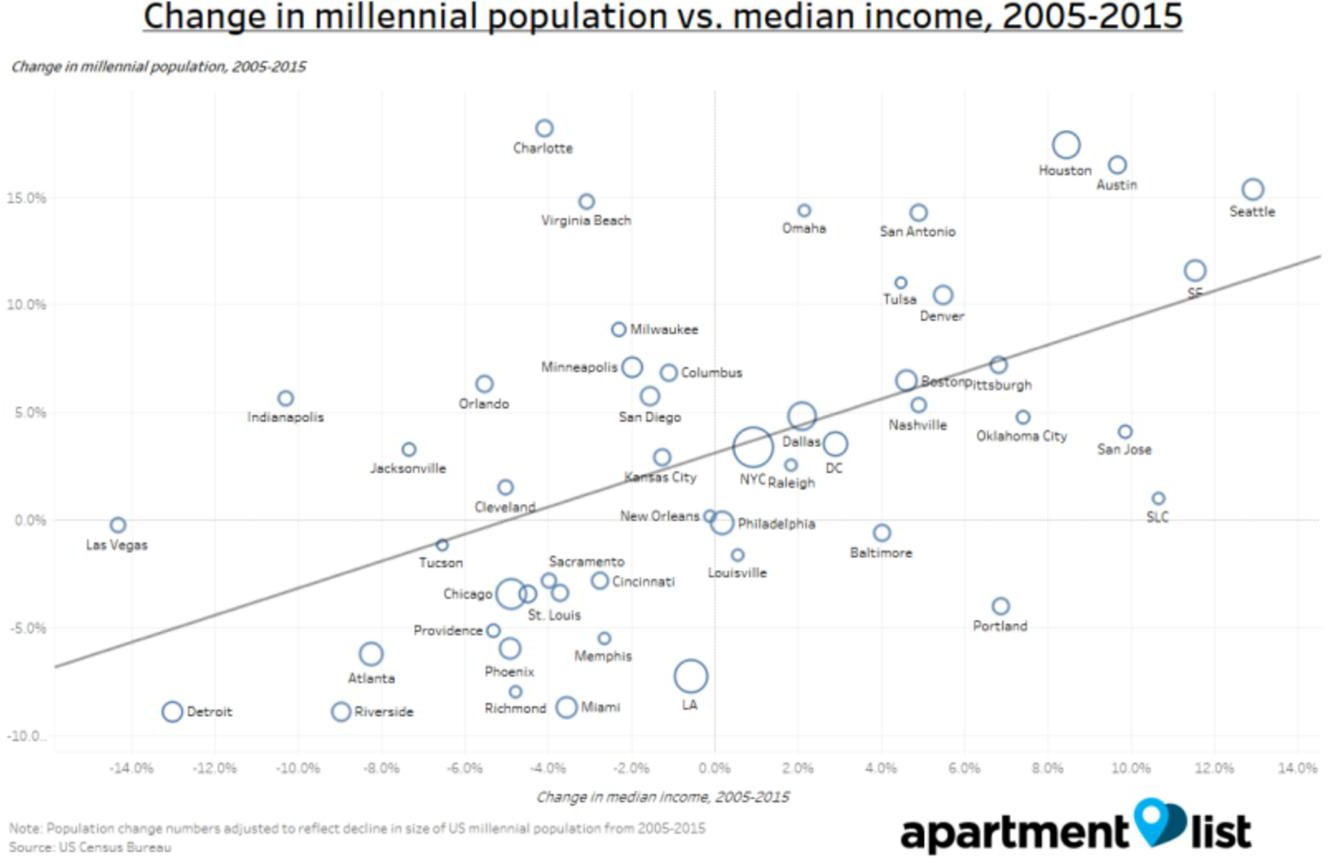 Change in millennial population vs. median income, 2005-2015
Change in millennial population, 2005-2015
Charlotte
Houston
Austin
15.0%
Seattle
Virginia Beach
Omaha
San Antonio
SF
Tulsa
10.0%
Denver
Milwaukee
Minneapolis
Columbus
Boston
Pittsburgh
Orlando
5.0%
Indianapolis
San Diego
Nashville
Oklahoma City
Dallas
San Jose
Jacksonville
DC
Kansas City
NYC
Raleigh
Cleveland
New Orleans
SLC
0.0%
Philadelphia
Las Vegas
Baltimore
Tucson
Sacramento
Louisville
Cincinnati
Chicago
St. Louis
Portland
-5.0%
Providence
Memphis
Phoenix
Atlanta
LA
Richmond
Miami
Detroit
Riverside
-10.0..
-14.0% -12.0% -10.0% -8.0% -6.0% -4.0% -2.0% 0.0% 2.0% 4.0% 6.0% 8.0% 10.0% 12.0% 14.0%
Change in median income, 2005-2015
Note: Population change numbers adjusted to reflect decline in size of US millennial population from 2005-2015
Source: US Census Bureau
apartment list